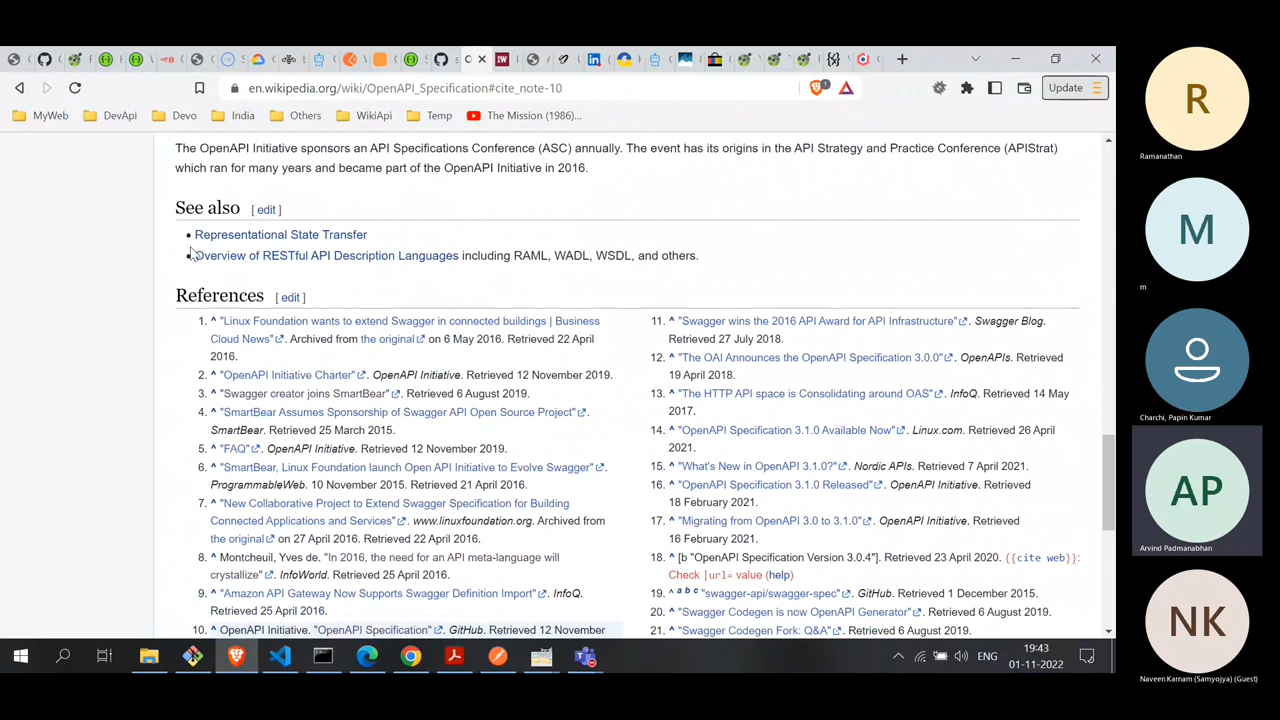 en.wikipedia.org/wiki/OpenAPI_Specification#cite_note-10
1
Update
MyWeb
DevApi
Devo
India
Others
WikiApi
Temp
The Mission (1986)...
The OpenAPI Initiative sponsors an API Specifications Conference (ASC) annually. The event has its origins in the API Strategy and Practice Conference (APIStrat)
which ran for many years and became part of the OpenAPI Initiative in 2016.
See also [ edit ]
• Representational State Transfer
• Overview of RESTful API Description Languages including RAML, WADL, WSDL, and others.
References [ edit ]
1. ^ "Linux Foundation wants to extend Swagger in connected buildings | Business
Cloud News". Archived from the original on 6 May 2016. Retrieved 22 April
2016.
2. ^ "OpenAPI Initiative Charter". OpenAPI Initiative. Retrieved 12 November 2019.
3. ^ "Swagger creator joins SmartBear". Retrieved 6 August 2019.
4. ^ "SmartBear Assumes Sponsorship of Swagger API Open Source Project".
SmartBear. Retrieved 25 March 2015.
5. ^ "FAQ". OpenAPI Initiative. Retrieved 12 November 2019.
6. ^ "SmartBear, Linux Foundation launch Open API Initiative to Evolve Swagger".
ProgrammableWeb. 10 November 2015. Retrieved 21 April 2016.
7. ^ "New Collaborative Project to Extend Swagger Specification for Building
Connected Applications and Services". www.linuxfoundation.org. Archived from
the original on 27 April 2016. Retrieved 22 April 2016.
8. ^ Montcheuil, Yves de. "In 2016, the need for an API meta-language will
crystallize". InfoWorld. Retrieved 25 April 2016.
9. ^ "Amazon API Gateway Now Supports Swagger Definition Import". InfoQ.
Retrieved 25 April 2016.
10. ^ OpenAPI Initiative. "OpenAPI Specification". GitHub. Retrieved 12 November
11. ^ "Swagger wins the 2016 API Award for API Infrastructure". Swagger Blog.
Retrieved 27 July 2018.
12. ^ "The OAI Announces the OpenAPI Specification 3.0.0". OpenAPIs. Retrieved
19 April 2018.
13. ^ "The HTTP API space is Consolidating around OAS". InfoQ. Retrieved 14 May
2017.
14. ^ "OpenAPI Specification 3.1.0 Available Now". Linux.com. Retrieved 26 April
2021.
15. ^ "What's New in OpenAPI 3.1.0?". Nordic APIs. Retrieved 7 April 2021.
16. ^ "OpenAPI Specification 3.1.0 Released". OpenAPI Initiative. Retrieved
18 February 2021.
17. ^ "Migrating from OpenAPI 3.0 to 3.1.0". OpenAPI Initiative. Retrieved
16 February 2021.
18. ^ [b "OpenAPI Specification Version 3.0.4"]. Retrieved 23 April 2020. {{cite web}}:
Check |url= value (help)
19. ^ a b c "swagger-api/swagger-spec". GitHub. Retrieved 1 December 2015.
20. ^ "Swagger Codegen is now OpenAPI Generator". Retrieved 6 August 2019.
21. ^ "Swagger Codegen Fork: Q&A". Retrieved 6 August 2019.
ENG
19:43
01-11-2022
R
Ramanathan
M
m
Charchi, Papin Kumar
AP
Arvind Padmanabhan
NK
Naveen Karnam (Samyojya) (Guest)